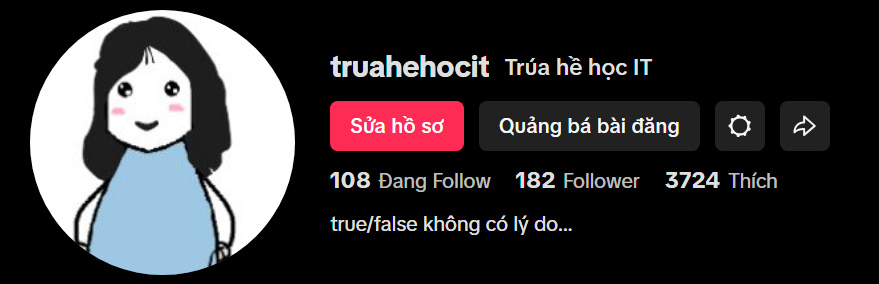 truahehocit Trúa hề học IT
Sửa hồ sơ Quảng bá bài đăng
108 Đang Follow 182 Follower 3724 Thích
true/false không có lý do...